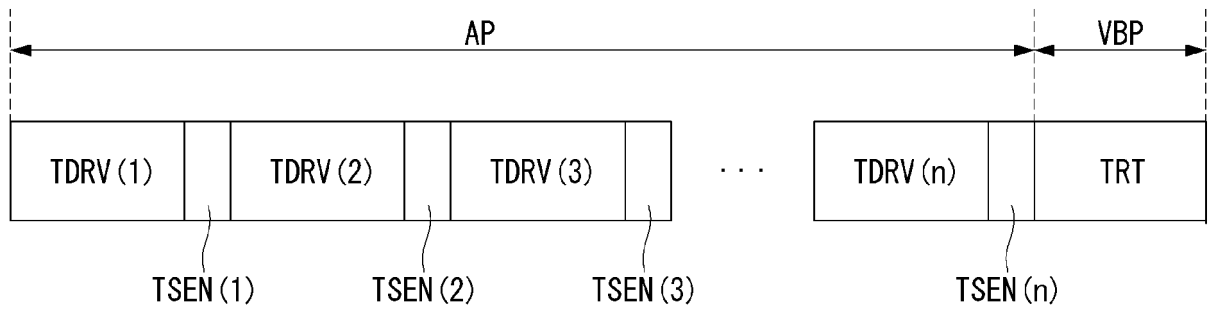 AP VBP
TDRV(1) TDRV(2) TDRV(3) ... TDRV(n) TRT
TSEN(1) TSEN(2) TSEN(3) TSEN(n)